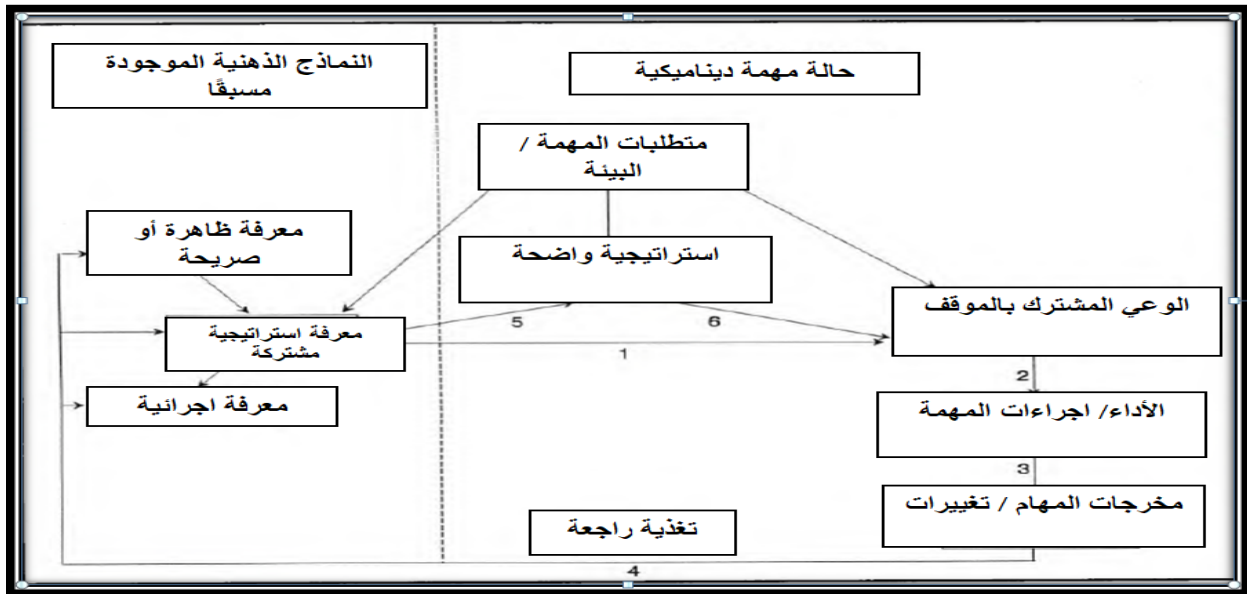 النماذج الذهنية الموجودة
مسبقًا
حالة مهمة ديناميكية
متطلبات المهمة /
البيئة
معرفة ظاهرة أو
صريحة
استراتيجية واضحة
الوعي المشترك بالموقف
معرفة استراتيجية
مشتركة
5
6
1
2
معرفة اجرائية
الأداء/ اجراءات المهمة
3
مخرجات المهام / تغييرات
تغذية راجعة
4